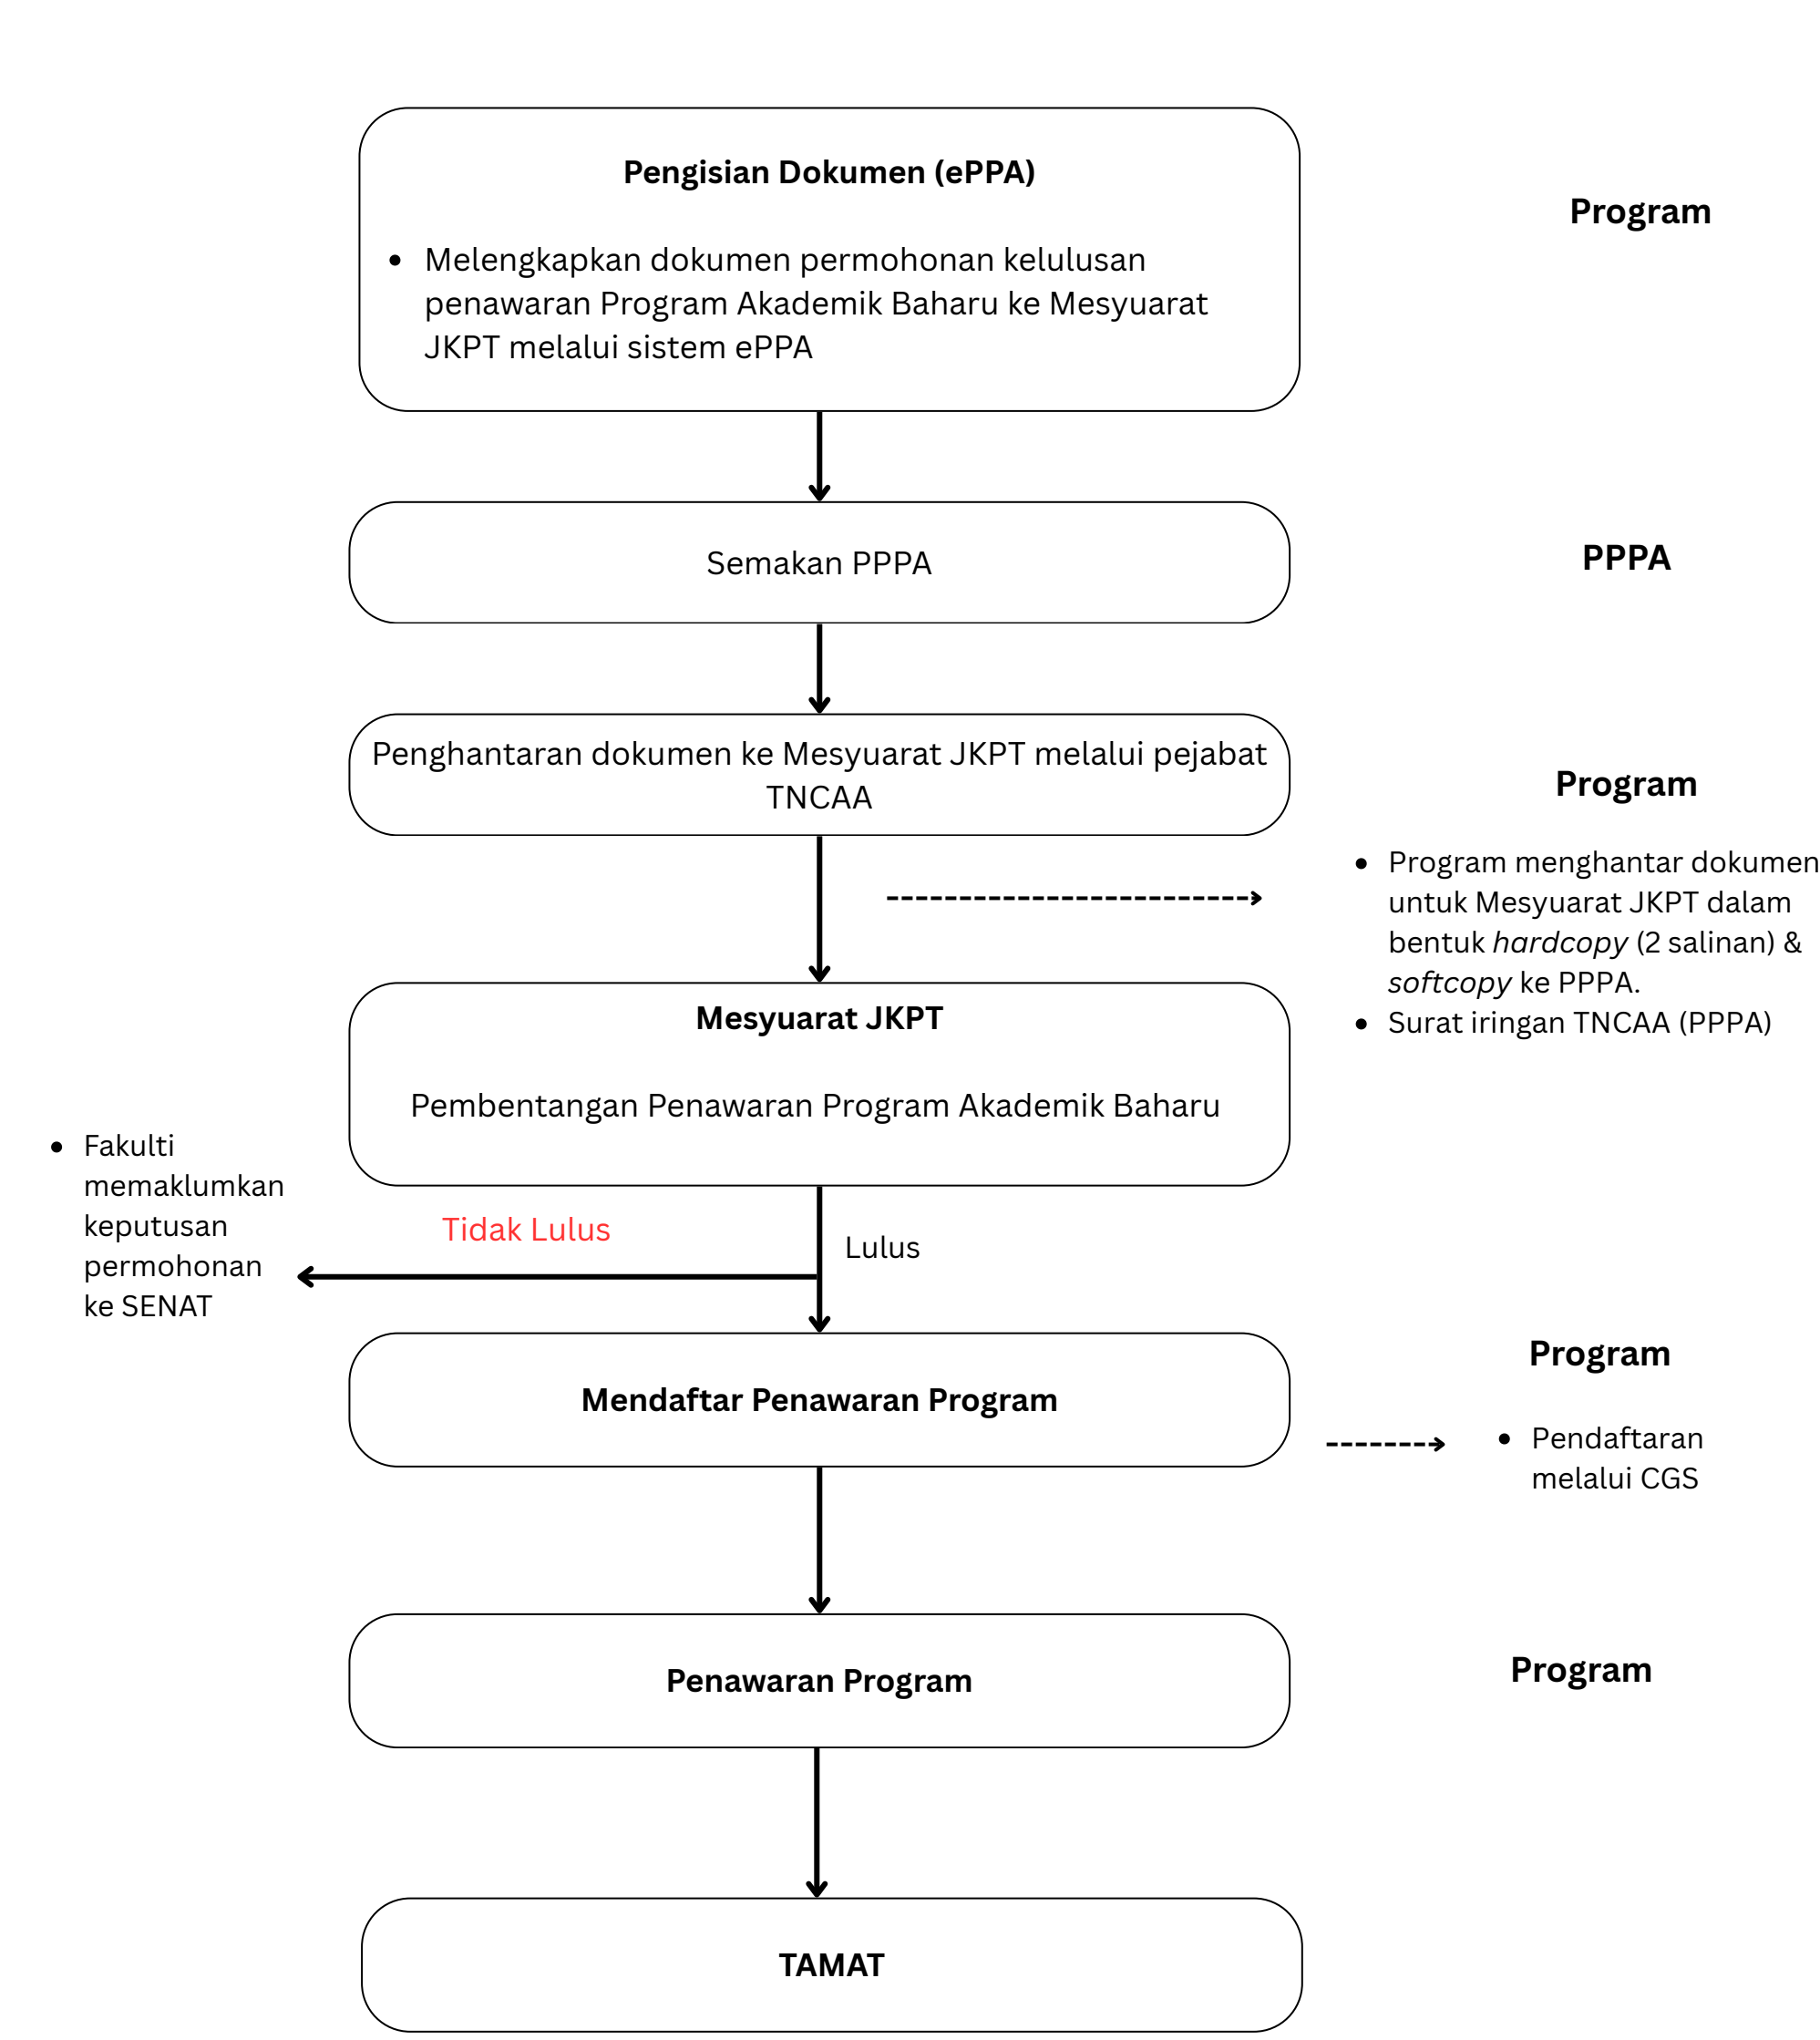 Pengisian Dokumen (ePPA)
Program
Melengkapkan dokumen permohonan kelulusan
penawaran Program Akademik Baharu ke Mesyuarat
JKPT melalui sistem ePPA
Semakan PPPA
PPPA
Penghantaran dokumen ke Mesyuarat JKPT melalui pejabat
TNCAA
Program
Program menghantar dokumen
untuk Mesyuarat JKPT dalam
bentuk hardcopy (2 salinan) &
softcopy ke PPPA.
Surat iringan TNCAA (PPPA)
Mesyuarat JKPT
Pembentangan Penawaran Program Akademik Baharu
Fakulti
memaklumkan
keputusan
permohonan
ke SENAT
Tidak Lulus
Lulus
Mendaftar Penawaran Program
Program
Pendaftaran
melalui CGS
Penawaran Program
Program
TAMAT